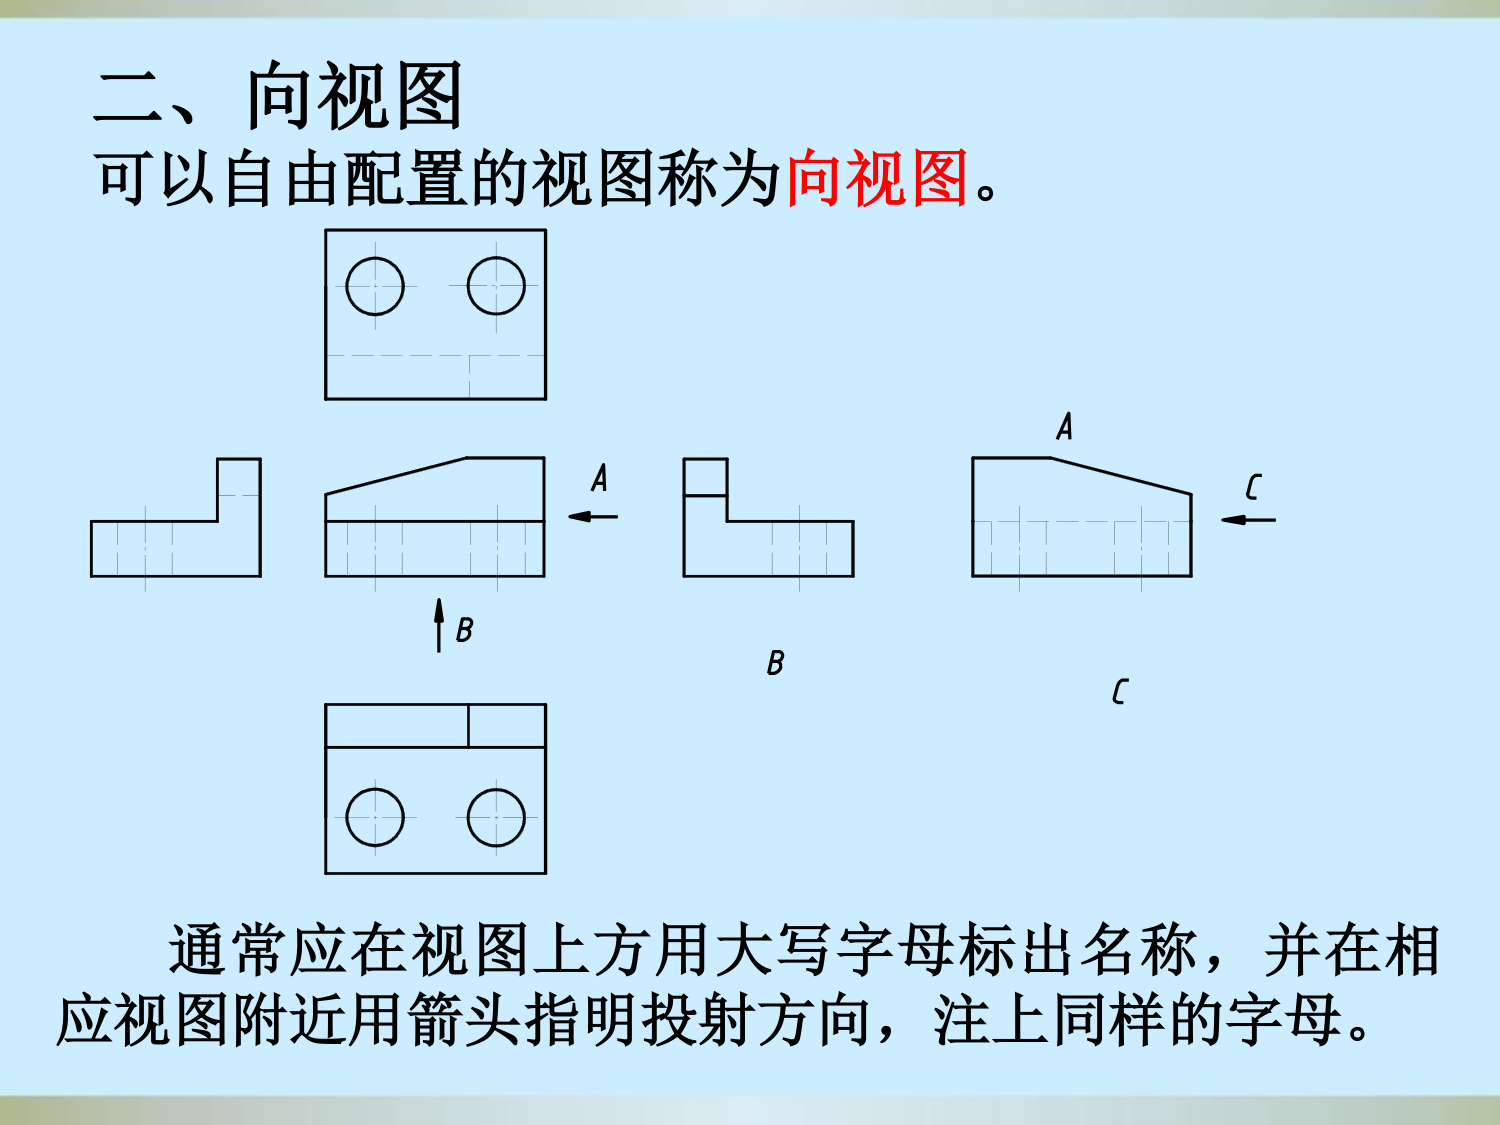 二、向视图
可以自由配置的视图称为向视图。
A
A
C
B
B
C
通常应在视图上方用大写字母标出名称，并在相
应视图附近用箭头指明投射方向，注上同样的字母。